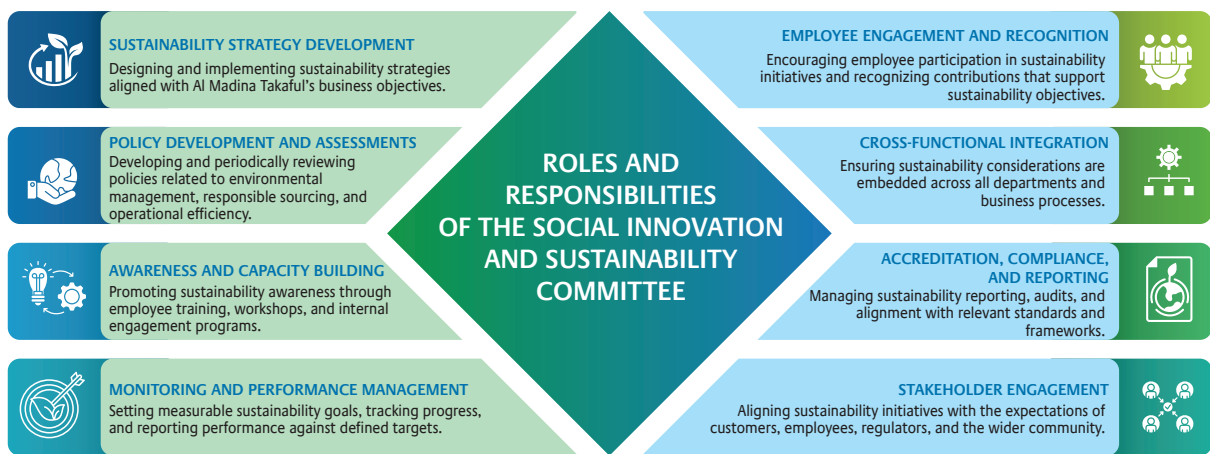 SUSTAINABILITY STRATEGY DEVELOPMENT
Designing and implementing sustainability strategies
aligned with Al Madina Takaful's business objectives.
POLICY DEVELOPMENT AND ASSESSMENTS
Developing and periodically reviewing
policies related to environmental
management, responsible sourcing, and
operational efficiency.
AWARENESS AND CAPACITY BUILDING
Promoting sustainability awareness through
employee training, workshops, and internal
engagement programs.
MONITORING AND PERFORMANCE MANAGEMENT
Setting measurable sustainability goals, tracking progress,
and reporting performance against defined targets.
ROLES AND
RESPONSIBILITIES
OF THE SOCIAL INNOVATION
AND SUSTAINABILITY
COMMITTEE
EMPLOYEE ENGAGEMENT AND RECOGNITION
Encouraging employee participation in sustainability
initiatives and recognizing contributions that support
sustainability objectives.
CROSS-FUNCTIONAL INTEGRATION
Ensuring sustainability considerations are
embedded across all departments and
business processes.
ACCREDITATION, COMPLIANCE,
AND REPORTING
Managing sustainability reporting, audits, and
alignment with relevant standards and
frameworks.
STAKEHOLDER ENGAGEMENT
Aligning sustainability initiatives with the expectations of
customers, employees, regulators, and the wider community.